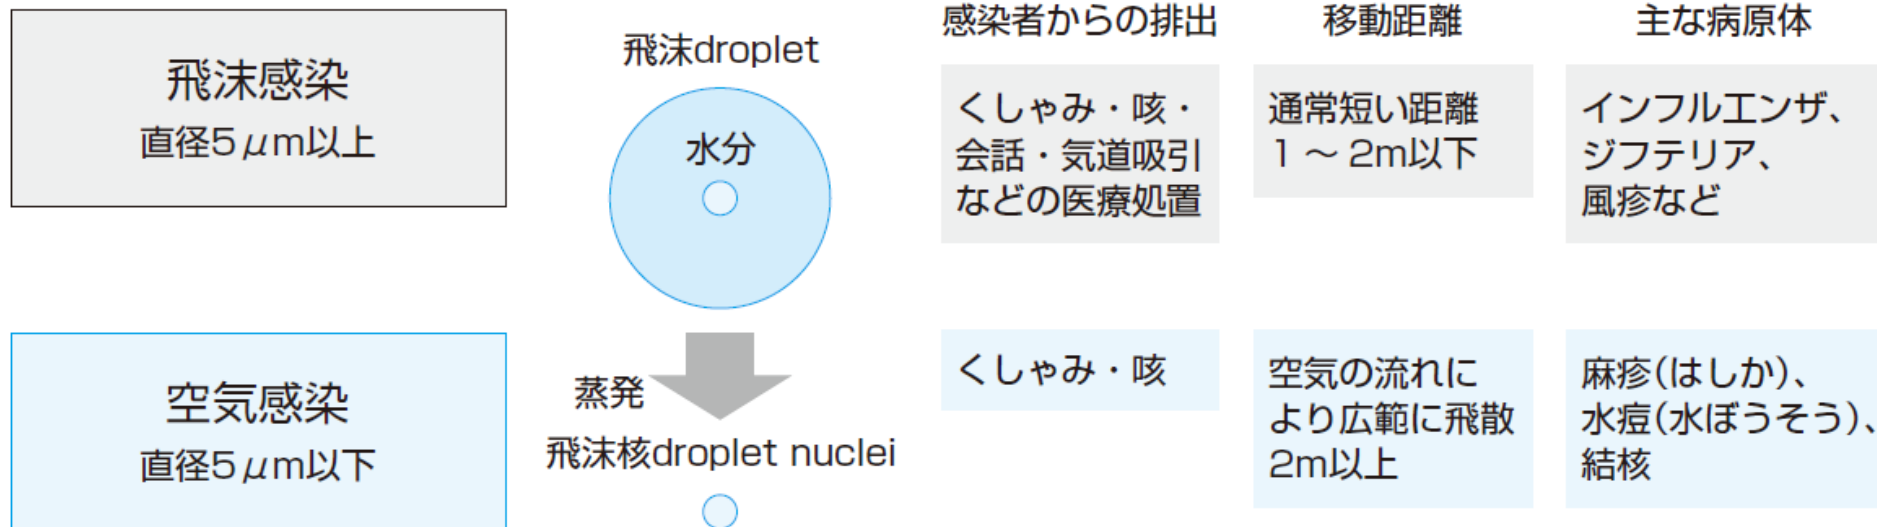 感染者からの排出
移動距離
主な病原体
飛沫感染
直径5μm以上
飛沫droplet
水分
くしゃみ・咳・
会話・気道吸引
などの医療処置
通常短い距離
1〜2m以下
インフルエンザ、
ジフテリア、
風疹など
空気感染
直径5μm以下
蒸発
飛沫核droplet nuclei
くしゃみ・咳
空気の流れに
より広範に飛散
2m以上
麻疹(はしか)、
水痘(水ぼうそう)、
結核